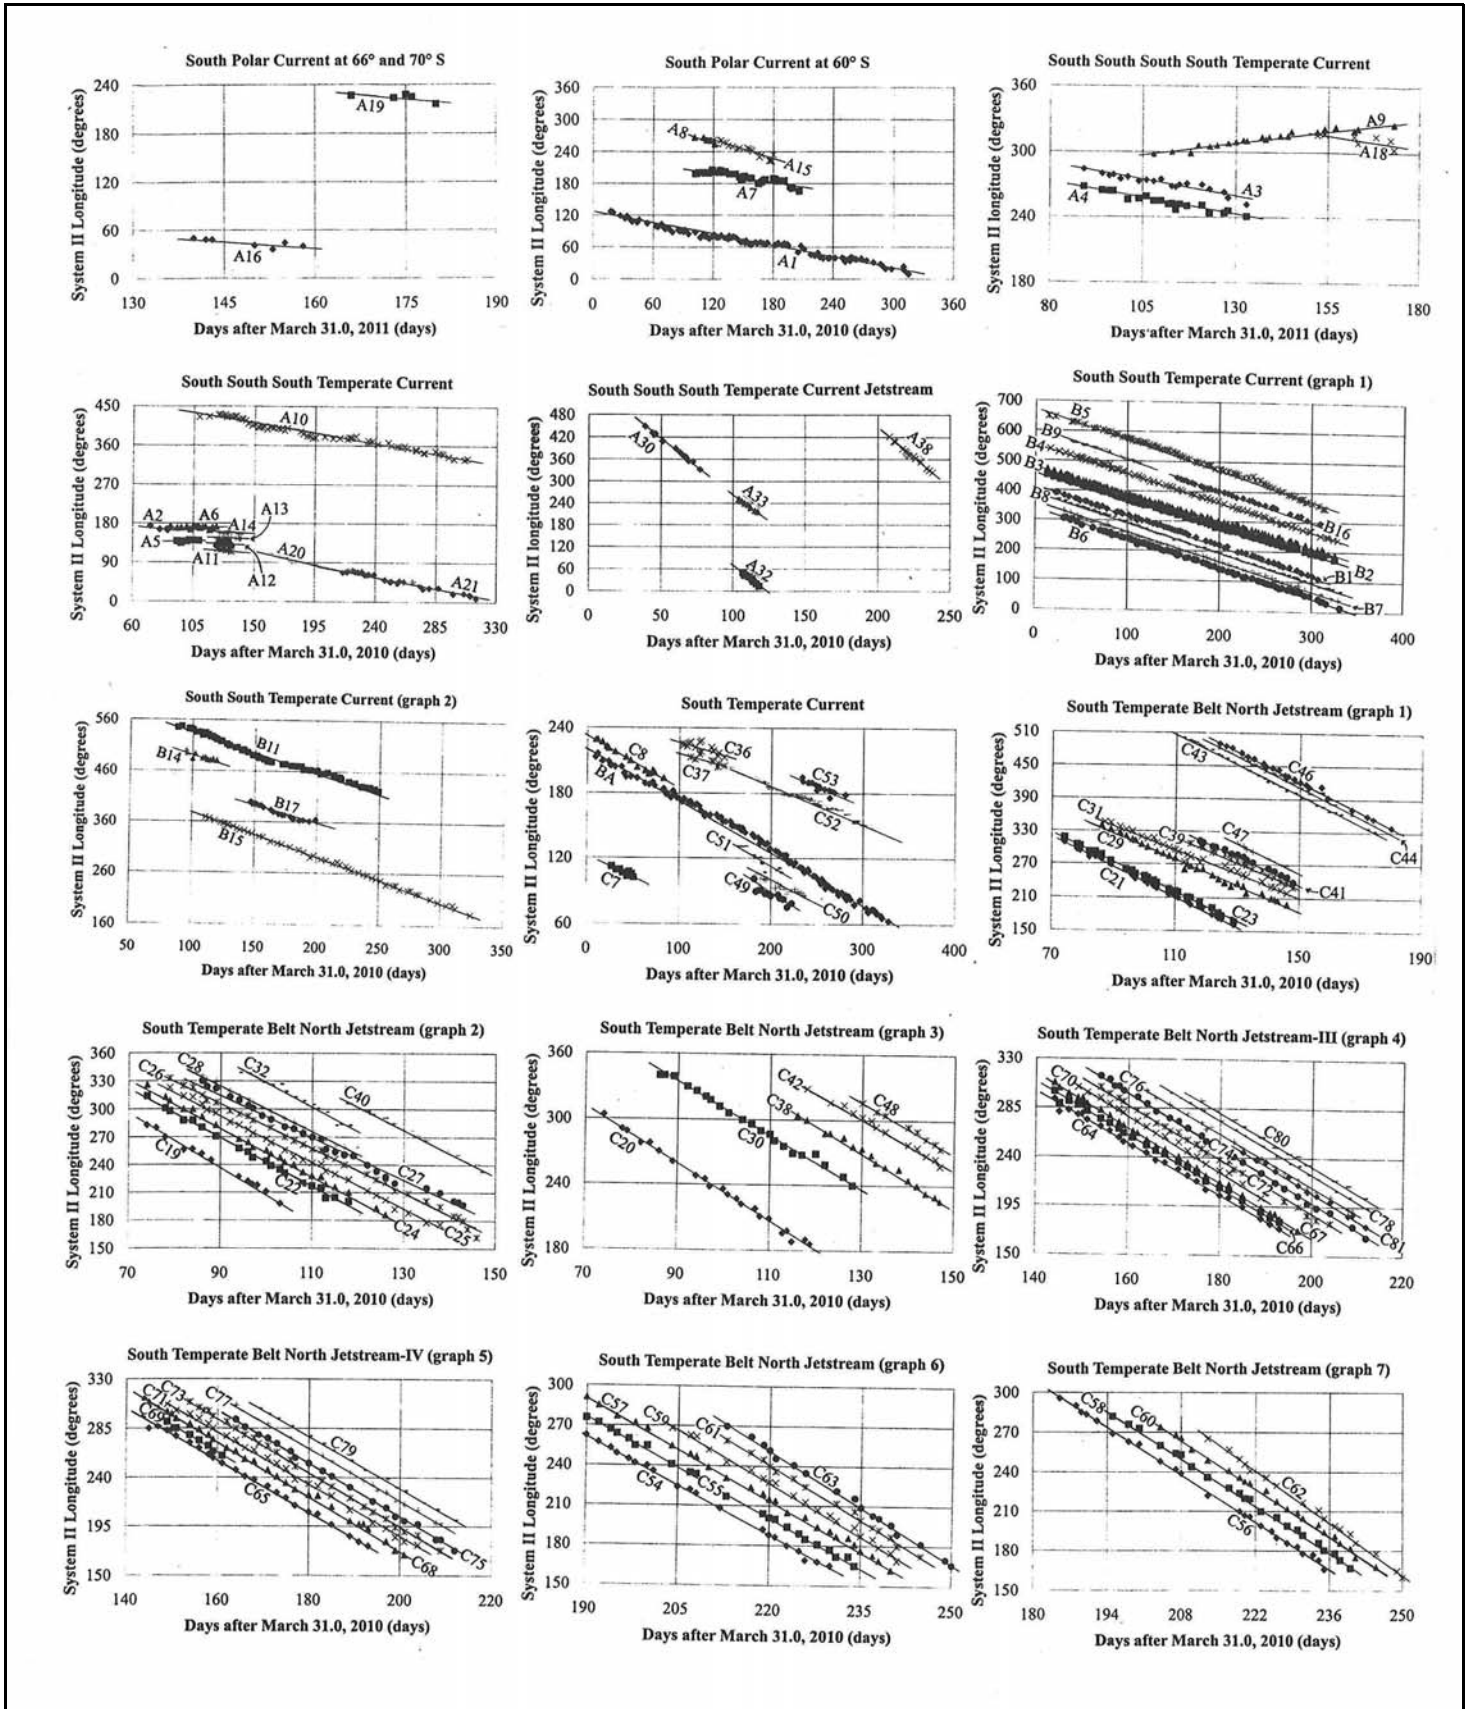 South Polar Current at 66° and 70° S
System II Longitude (degrees)
240
180
120
60
0
A19
A16
130 145 160 175 190
Days after March 31.0, 2011 (days)
South Polar Current at 60° S
System II Longitude (degrees)
360
300
240
180
120
60
0
A8
A15
A7
A1
0 60 120 180 240 300 360
Days after March 31.0, 2010 (days)
South South South South Temperate Current
System II longitude (degrees)
360
300
240
180
A9
A18
A3
A4
80 105 130 155 180
Days after March 31.0, 2011 (days)
South South South Temperate Current
System II Longitude (degrees)
450
360
270
180
90
0
A10
A2 A6 A14 A13
A5
A11 A12 A20
A21
60 105 150 195 240 285 330
Days after March 31.0, 2010 (days)
South South South Temperate Current Jetstream
System II longitude (degrees)
480
420
360
300
240
180
120
60
0
A30
A38
A33
A32
0 50 100 150 200 250
Days after March 31.0, 2010 (days)
South South Temperate Current (graph 1)
System II Longitude (degrees)
700
600
500
400
300
200
100
0
B5
B9
B4
B3
B8
B6
B16
B2
B1
B7
0 100 200 300 400
Days after March 31.0, 2010 (days)
South South Temperate Current (graph 2)
System II Longitude (degrees)
560
460
360
260
160
B11
B14
B17
B15
50 100 150 200 250 300 350
Days after March 31.0, 2010 (days)
South Temperate Current
System II Longitude (degrees)
240
180
120
60
C8
BA
C36
C37
C53
C52
C51
C49
C50
C7
0 100 200 300 400
Days after March 31.0, 2010 (days)
South Temperate Belt North Jetstream (graph 1)
System II Longitude (degrees)
510
450
390
330
270
210
150
C43
C46
C44
C31
C39
C47
C29
C21
C41
C23
70 110 150 190
Days after March 31.0, 2010 (days)
South Temperate Belt North Jetstream (graph 2)
System II Longitude (degrees)
360
330
300
270
240
210
180
150
C26
C28
C32
C40
C19
C22
C27
C24
C25
70 90 110 130 150
Days after March 31.0, 2010 (days)
South Temperate Belt North Jetstream (graph 3)
System II Longitude (degrees)
360
300
240
180
C42
C38
C48
C30
C20
70 90 110 130 150
Days after March 31.0, 2010 (days)
South Temperate Belt North Jetstream-III (graph 4)
System II Longitude (degrees)
330
285
240
195
150
C70
C76
C64
C80
C74
C72
C78
C81
C67
C66
140 160 180 200 220
Days after March 31.0, 2010 (days)
South Temperate Belt North Jetstream-IV (graph 5)
System II Longitude (degrees)
330
285
240
195
150
C73
C71
C77
C69
C79
C65
C75
C68
140 160 180 200 220
Days after March 31.0, 2010 (days)
South Temperate Belt North Jetstream (graph 6)
System II Longitude (degrees)
300
270
240
210
180
150
C57
C59
C61
C63
C55
C54
190 205 220 235 250
Days after March 31.0, 2010 (days)
South Temperate Belt North Jetstream (graph 7)
System II Longitude (degrees)
300
270
240
210
180
150
C58
C60
C62
C56
180 194 208 222 236 250
Days after March 31.0, 2010 (days)